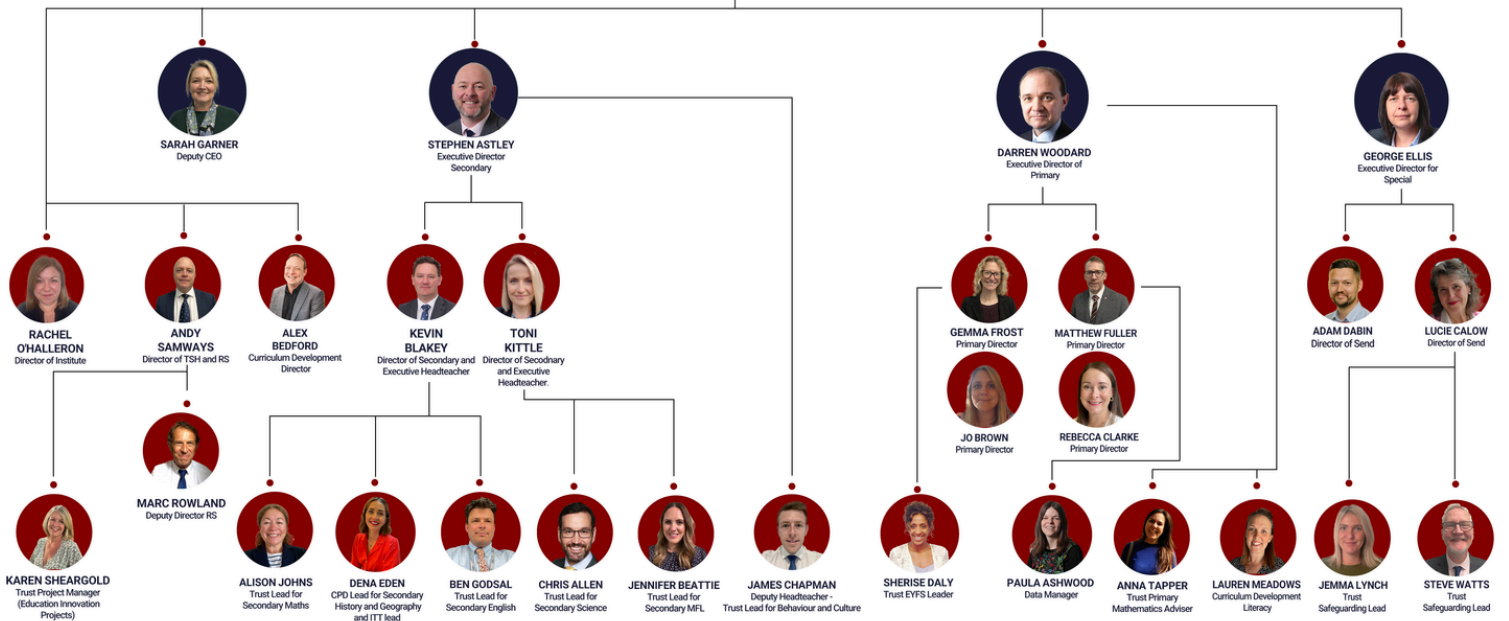 SARAH GARNER
Deputy CEO
STEPHEN ASTLEY
Executive Director
Secondary
DARREN WOODARD
Executive Director of
Primary
GEORGE ELLIS
Executive Director for
Special
RACHEL
O'HALLERON
Director of Institute
ANDY
SAMWAYS
Director of TSH and RS
ALEX
BEDFORD
Curriculum Development
Director
KEVIN
BLAKEY
Director of Secondary and
Executive Headteacher
TONI
KITTLE
Director of Secodnary
and Executive
Headteacher.
GEMMA FROST
Primary Director
MATTHEW FULLER
Primary Director
ADAM DABIN
Director of Send
LUCIE CALOW
Director of Send
JO BROWN
Primary Director
REBECCA CLARKE
Primary Director
MARC ROWLAND
Deputy Director RS
KAREN SHEARGOLD
Trust Project Manager
(Education Innovation
Projects)
ALISON JOHNS
Trust Lead for
Secondary Maths
DENA EDEN
CPD Lead for Secondary
History and Geography
and ITT lead
BEN GODSAL
Trust Lead for
Secondary English
CHRIS ALLEN
Trust Lead for
Secondary Science
JENNIFER BEATTIE
Trust Lead for
Secondary MFL
JAMES CHAPMAN
Deputy Headteacher -
Trust Lead for Behaviour and Culture
SHERISE DALY
Trust EYFS Leader
PAULA ASHWOOD
Data Manager
ANNA TAPPER
Trust Primary
Mathematics Adviser
LAUREN MEADOWS
Curriculum Development
Literacy
JEMMA LYNCH
Trust
Safeguarding Lead
STEVE WATTS
Trust
Safeguarding Lead